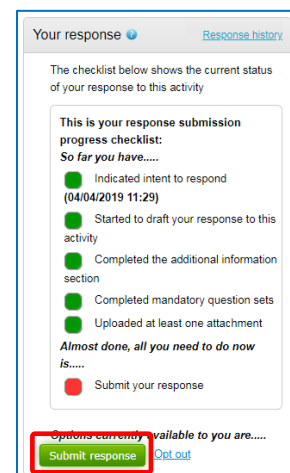 Your response Response history
The checklist below shows the current status
of your response to this activity
This is your response submission
progress checklist:
So far you have.....
Indicated intent to respond
(04/04/2019 11:29)
Started to draft your response to this
activity
Completed the additional information
section
Completed mandatory question sets
Uploaded at least one attachment
Almost done, all you need to do now
is.....
Submit your response
Options currently available to you are.....
Submit response Opt out